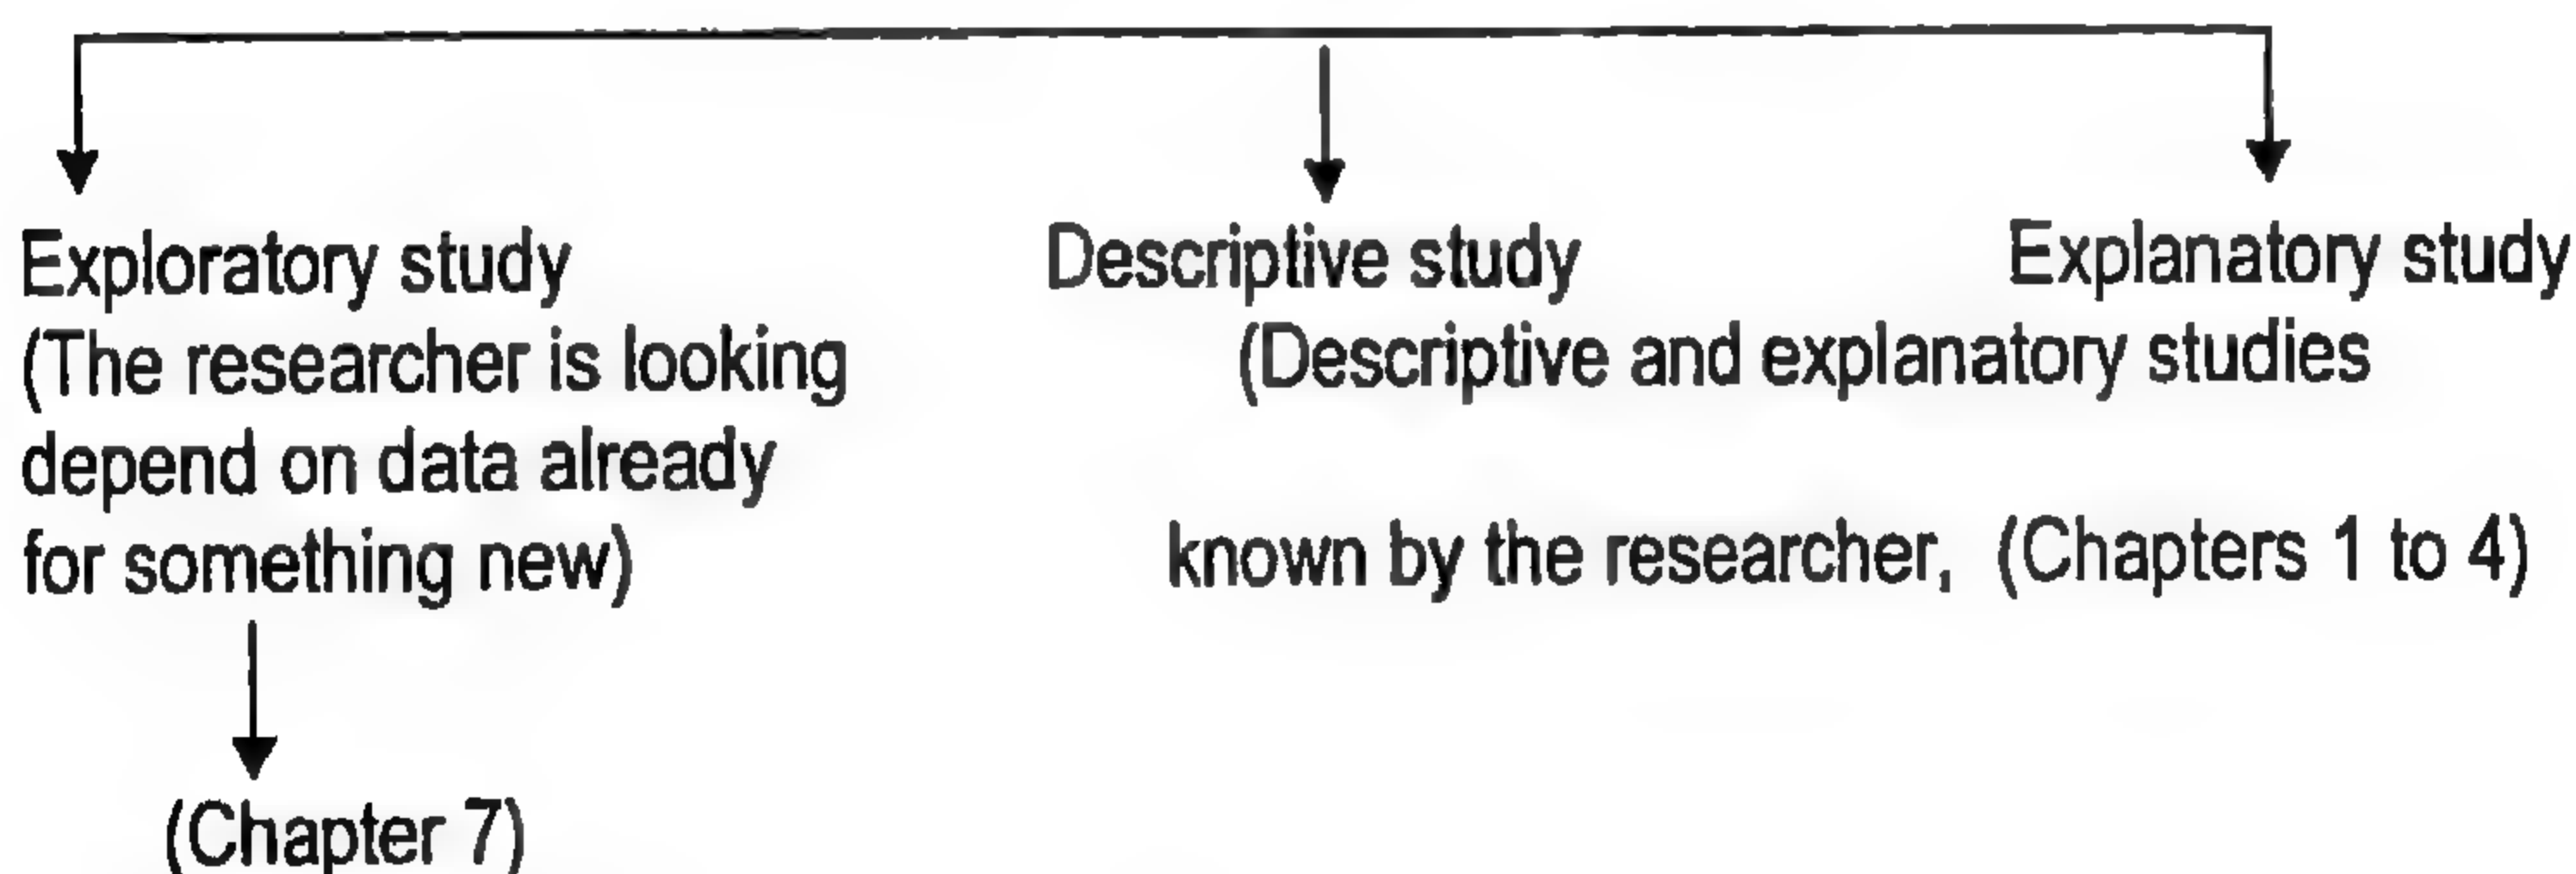 Exploratory study
(The researcher is looking
depend on data already
for something new)
(Chapter 7)
Descriptive study
Explanatory study
(Descriptive and explanatory studies
known by the researcher, (Chapters 1 to 4)